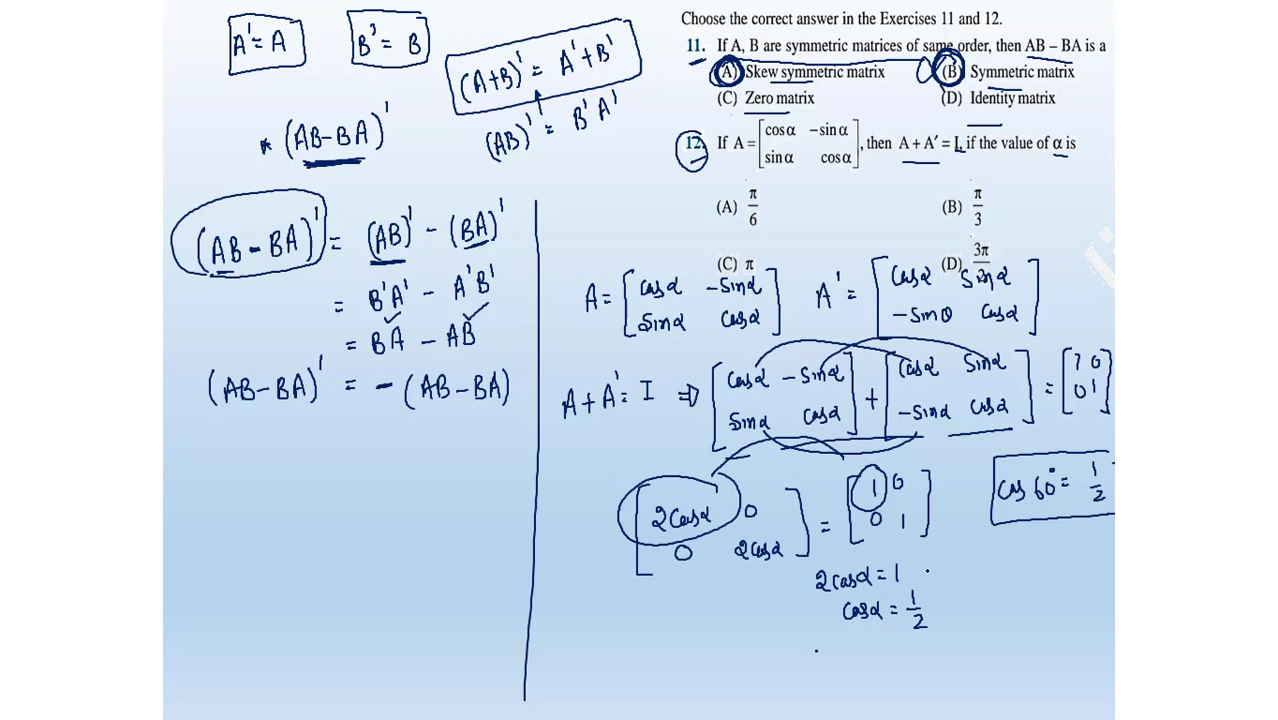 A' = A
B' = B
(A+B)' = A' + B'
(AB)' = B'A'
* (AB-BA)'
Choose the correct answer in the Exercises 11 and 12.
11. If A, B are symmetric matrices of same order, then AB – BA is a
(A) Skew symmetric matrix (B) Symmetric matrix
(C) Zero matrix (D) Identity matrix
12. If A = [cos α – sin α; sin α cos α], then A + A′ = I, if the value of α is
(A) π/6 (B) π/3
(C) π (D) 3π/2
(AB - BA)' = (AB)' - (BA)'
= B'A' - A'B'
= BA - AB
(AB-BA)' = - (AB-BA)
A = [cosα -sinα; sinα cosα] A' = [cosα sinα; -sinθ cosα]
A+A' = I ⇒ [cosα -sinα; sinα cosα] + [cosα sinα; -sinα cosα] = [1 0; 0 1]
[2cosα 0; 0 2cosα] = [1 0; 0 1]
cos 60° = 1/2
2cosα = 1
cosα = 1/2